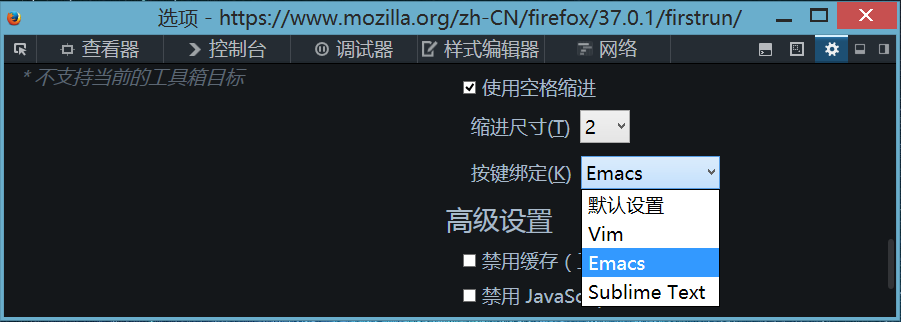 选项 - https://www.mozilla.org/zh-CN/firefox/37.0.1/firstrun/
查看器 控制台 调试器 样式编辑器 网络
* 不支持当前的工具箱目标
使用空格缩进
缩进尺寸(T) 2
按键绑定(K) Emacs
默认设置
高级设置
Vim
禁用缓存 (
Emacs
禁用 JavaSc
Sublime Text